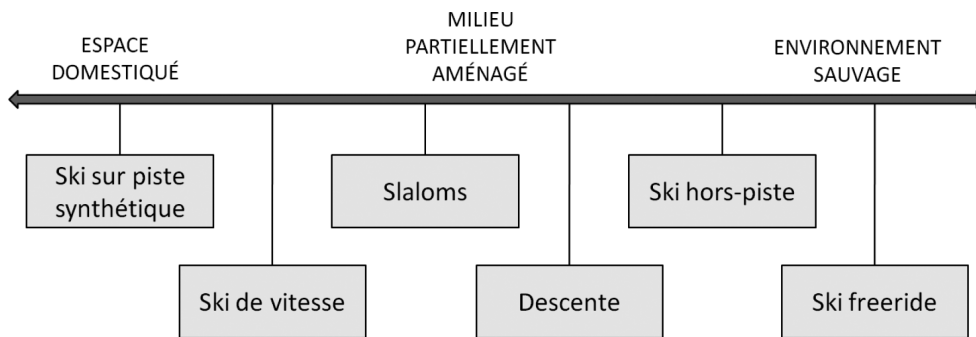 ESPACE
DOMESTIQUÉ
MILIEU
PARTIELLEMENT
AMÉNAGÉ
ENVIRONNEMENT
SAUVAGE
Ski sur piste
synthétique
Slaloms
Ski hors-piste
Ski de vitesse
Descente
Ski freeride